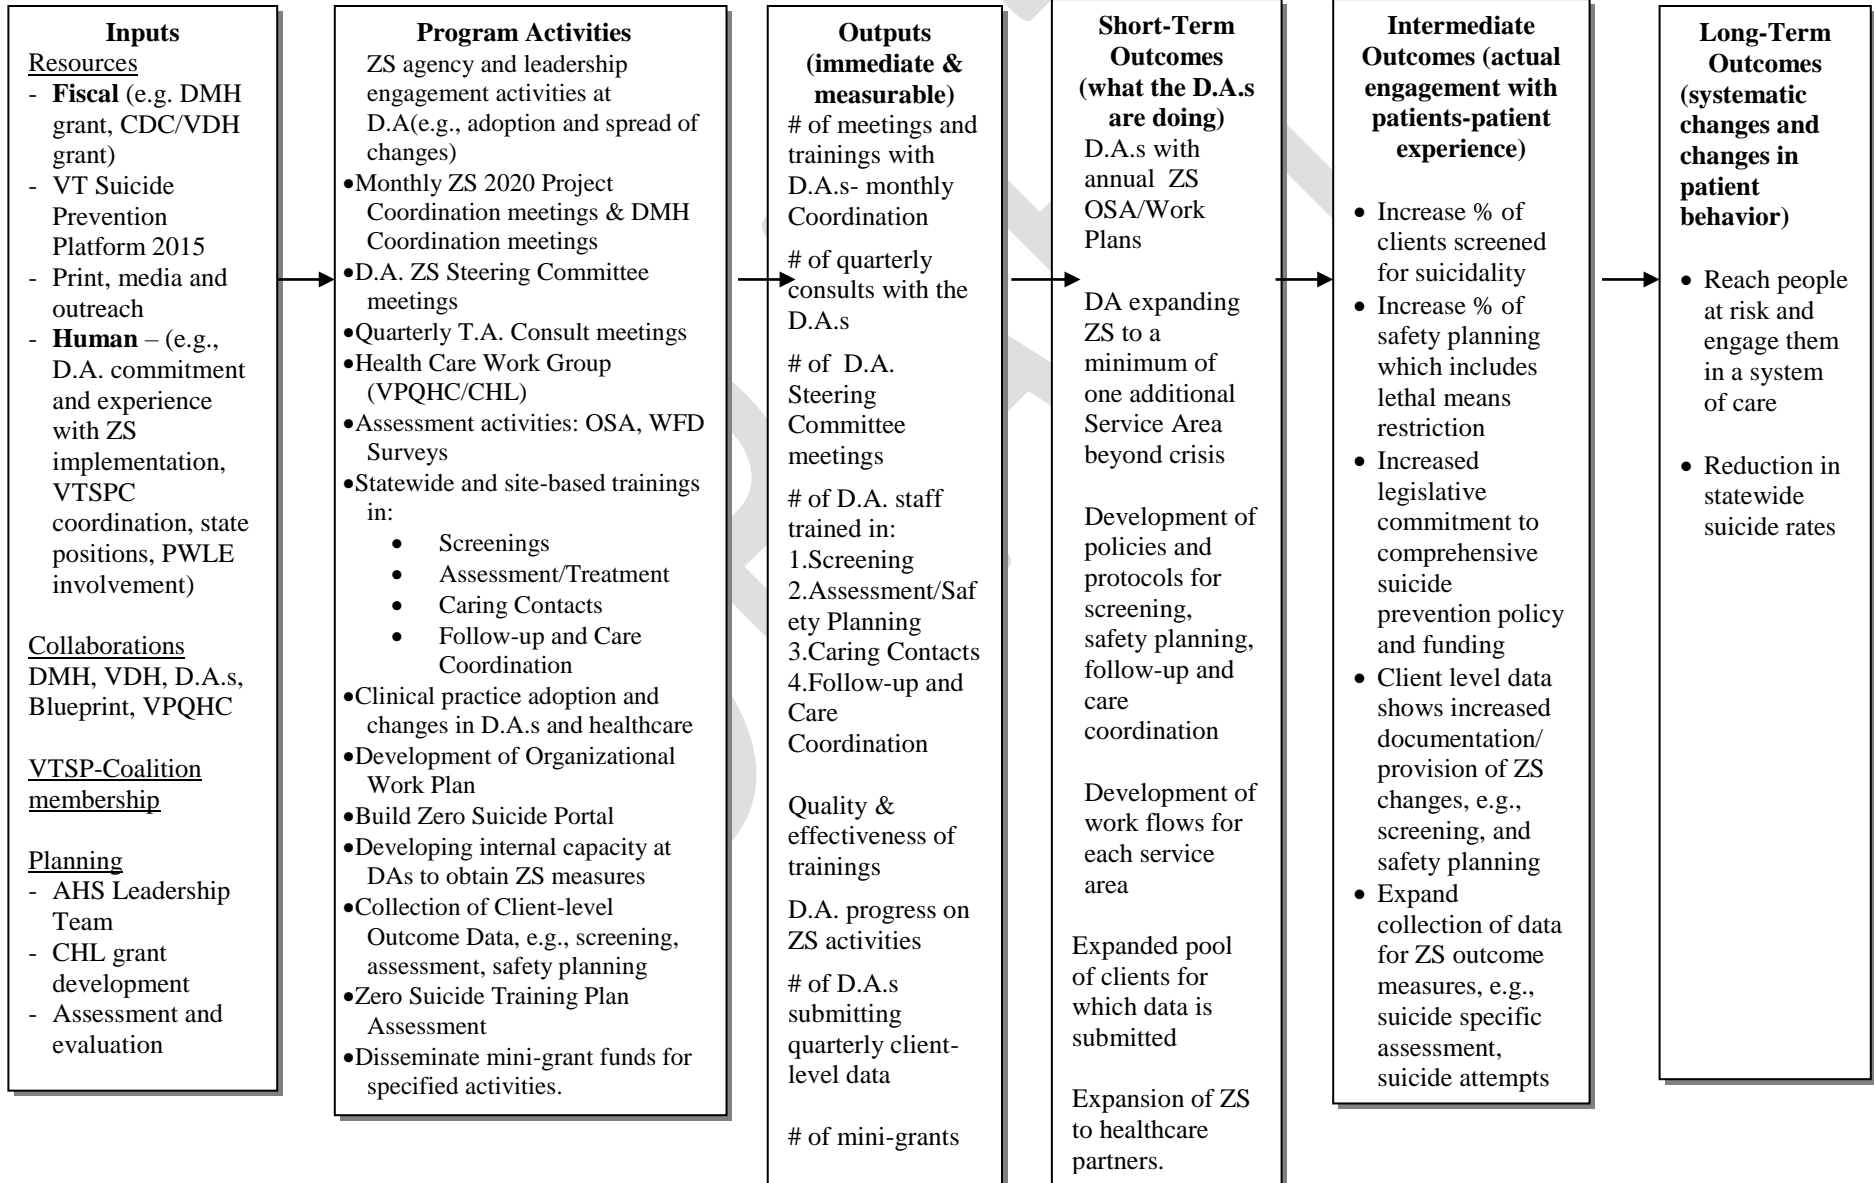 Inputs
Resources
- Fiscal (e.g. DMH
grant, CDC/VDH
grant)
- VT Suicide
Prevention
Platform 2015
- Print, media and
outreach
- Human – (e.g.,
D.A. commitment
and experience
with ZS
implementation,
VTSPC
coordination, state
positions, PWLE
involvement)
Collaborations
DMH, VDH, D.A.s,
Blueprint, VPQHC
VTSP-Coalition
membership
Planning
- AHS Leadership
Team
- CHL grant
development
- Assessment and
evaluation
Program Activities
ZS agency and leadership
engagement activities at
D.A(e.g., adoption and spread of
changes)
•Monthly ZS 2020 Project
Coordination meetings & DMH
Coordination meetings
•D.A. ZS Steering Committee
meetings
•Quarterly T.A. Consult meetings
•Health Care Work Group
(VPQHC/CHL)
•Assessment activities: OSA, WFD
Surveys
•Statewide and site-based trainings
in:
• Screenings
• Assessment/Treatment
• Caring Contacts
• Follow-up and Care
Coordination
•Clinical practice adoption and
changes in D.A.s and healthcare
•Development of Organizational
Work Plan
•Build Zero Suicide Portal
•Developing internal capacity at
DAs to obtain ZS measures
•Collection of Client-level
Outcome Data, e.g., screening,
assessment, safety planning
•Zero Suicide Training Plan
Assessment
•Disseminate mini-grant funds for
specified activities.
Outputs
(immediate &
measurable)
# of meetings and
trainings with
D.A.s- monthly
Coordination
# of quarterly
consults with the
D.A.s
# of D.A.
Steering
Committee
meetings
# of D.A. staff
trained in:
1.Screening
2.Assessment/Saf
ety Planning
3.Caring Contacts
4.Follow-up and
Care
Coordination
Quality &
effectiveness of
trainings
D.A. progress on
ZS activities
# of D.A.s
submitting
quarterly client-
level data
# of mini-grants
Short-Term
Outcomes
(what the D.A.s
are doing)
D.A.s with
annual ZS
OSA/Work
Plans
DA expanding
ZS to a
minimum of
one additional
Service Area
beyond crisis
Development of
policies and
protocols for
screening,
safety planning,
follow-up and
care
coordination
Development of
work flows for
each service
area
Expanded pool
of clients for
which data is
submitted
Expansion of ZS
to healthcare
partners.
Intermediate
Outcomes (actual
engagement with
patients-patient
experience)
• Increase % of
clients screened
for suicidality
• Increase % of
safety planning
which includes
lethal means
restriction
• Increased
legislative
commitment to
comprehensive
suicide
prevention policy
and funding
• Client level data
shows increased
documentation/
provision of ZS
changes, e.g.,
screening, and
safety planning
• Expand
collection of data
for ZS outcome
measures, e.g.,
suicide specific
assessment,
suicide attempts
Long-Term
Outcomes
(systematic
changes and
changes in
patient
behavior)
• Reach people
at risk and
engage them
in a system
of care
• Reduction in
statewide
suicide rates